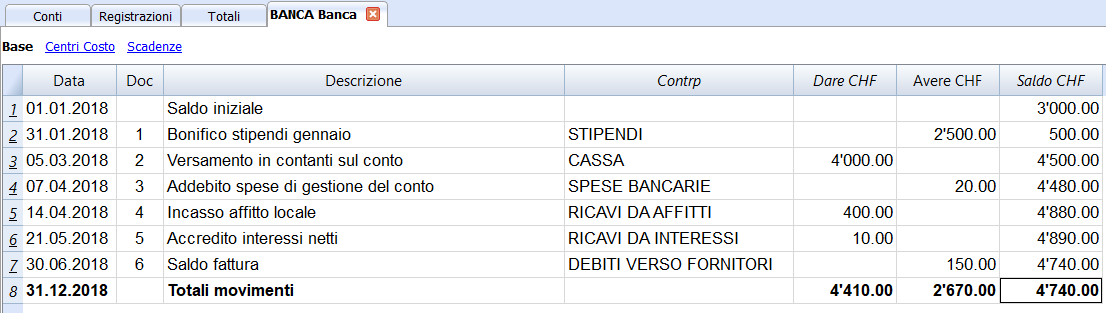 Conti Registrazioni Totali BANCA Banca
Base Centri Costo Scadenze
Data Doc Descrizione Contrp Dare CHF Avere CHF Saldo CHF
1 01.01.2018 Saldo iniziale 3'000.00
2 31.01.2018 1 Bonifico stipendi gennaio STIPENDI 2'500.00 500.00
3 05.03.2018 2 Versamento in contanti sul conto CASSA 4'000.00 4'500.00
4 07.04.2018 3 Addebito spese di gestione del conto SPESE BANCARIE 20.00 4'480.00
5 14.04.2018 4 Incasso affitto locale RICAVI DA AFFITTI 400.00 4'880.00
6 21.05.2018 5 Accredito interessi netti RICAVI DA INTERESSI 10.00 4'890.00
7 30.06.2018 6 Saldo fattura DEBITI VERSO FORNITORI 150.00 4'740.00
8 31.12.2018 Totali movimenti 4'410.00 2'670.00 4'740.00